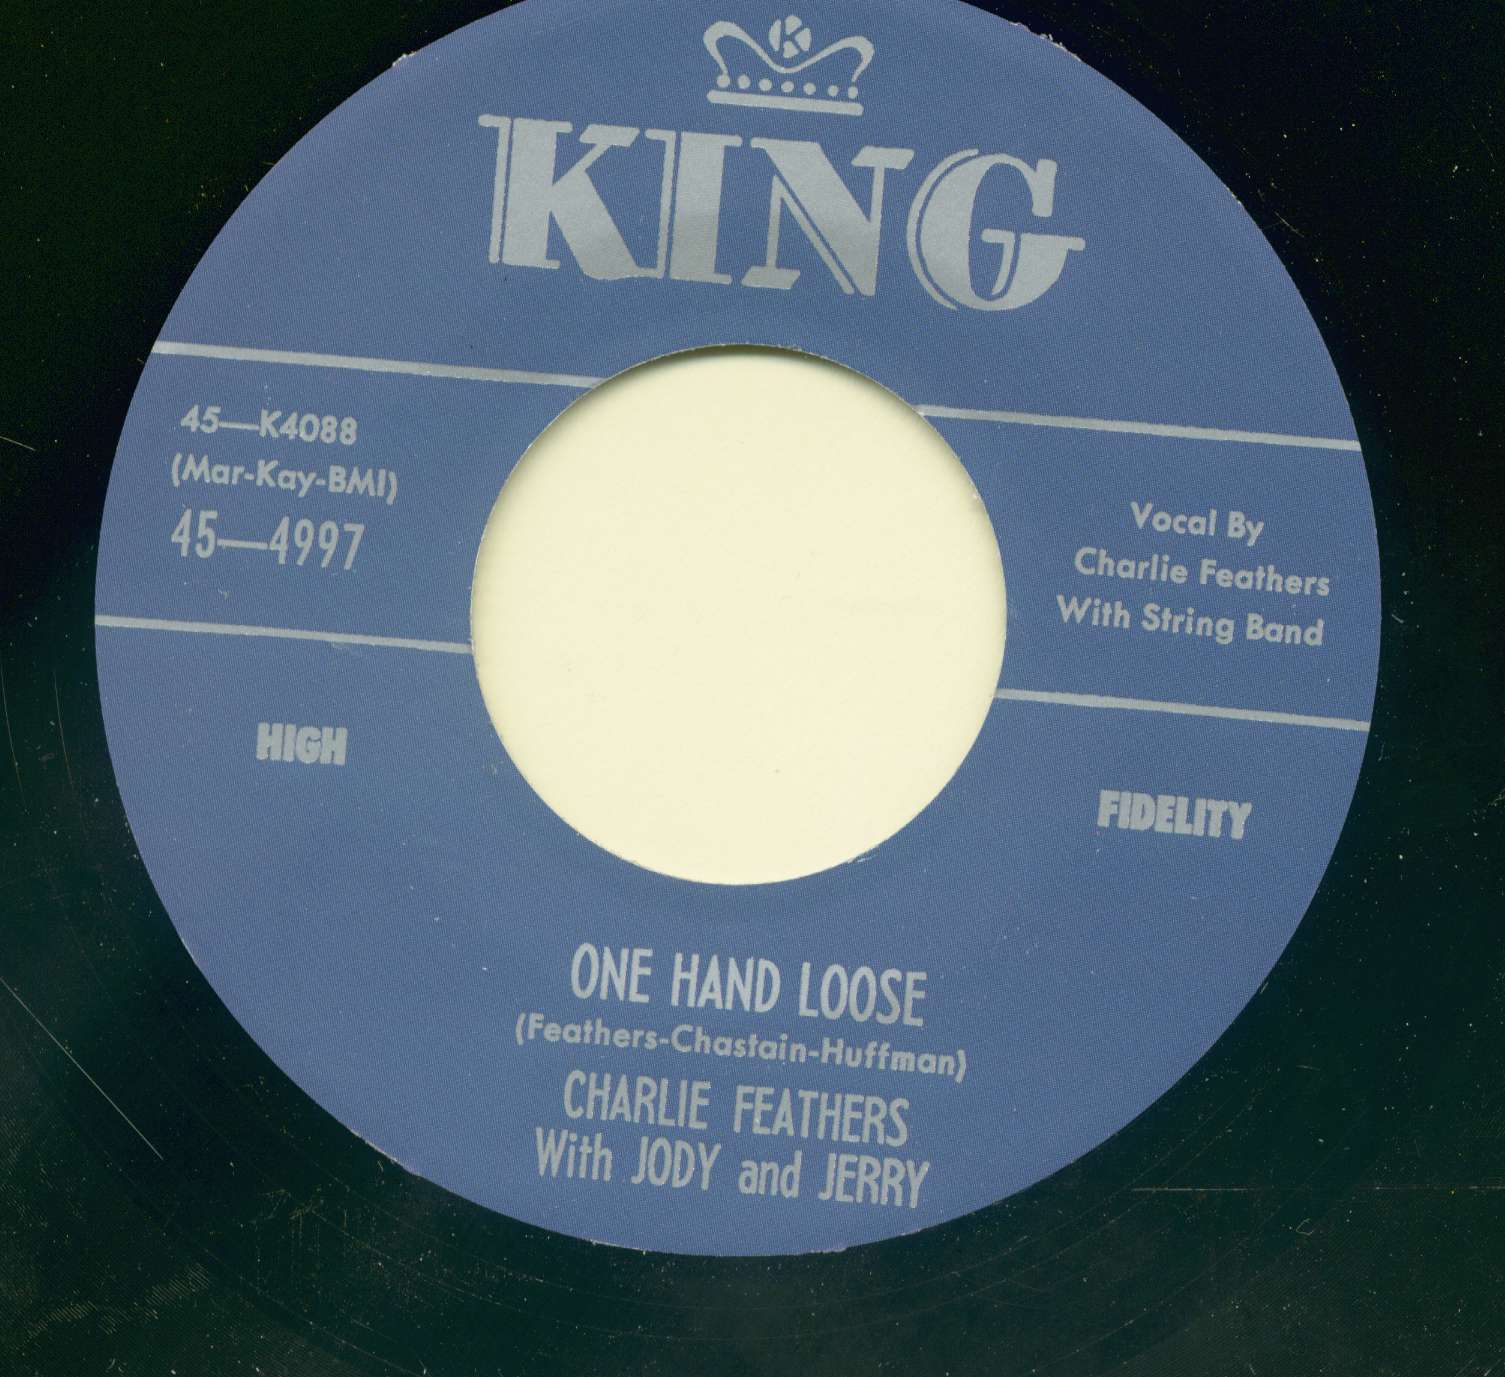 K
KING
45—K4088
(Mar-Kay-BMI)
45—4997
Vocal By
Charlie Feathers
With String Band
HIGH
FIDELITY
ONE HAND LOOSE
(Feathers-Chastain-Huffman)
CHARLIE FEATHERS
With JODY and JERRY